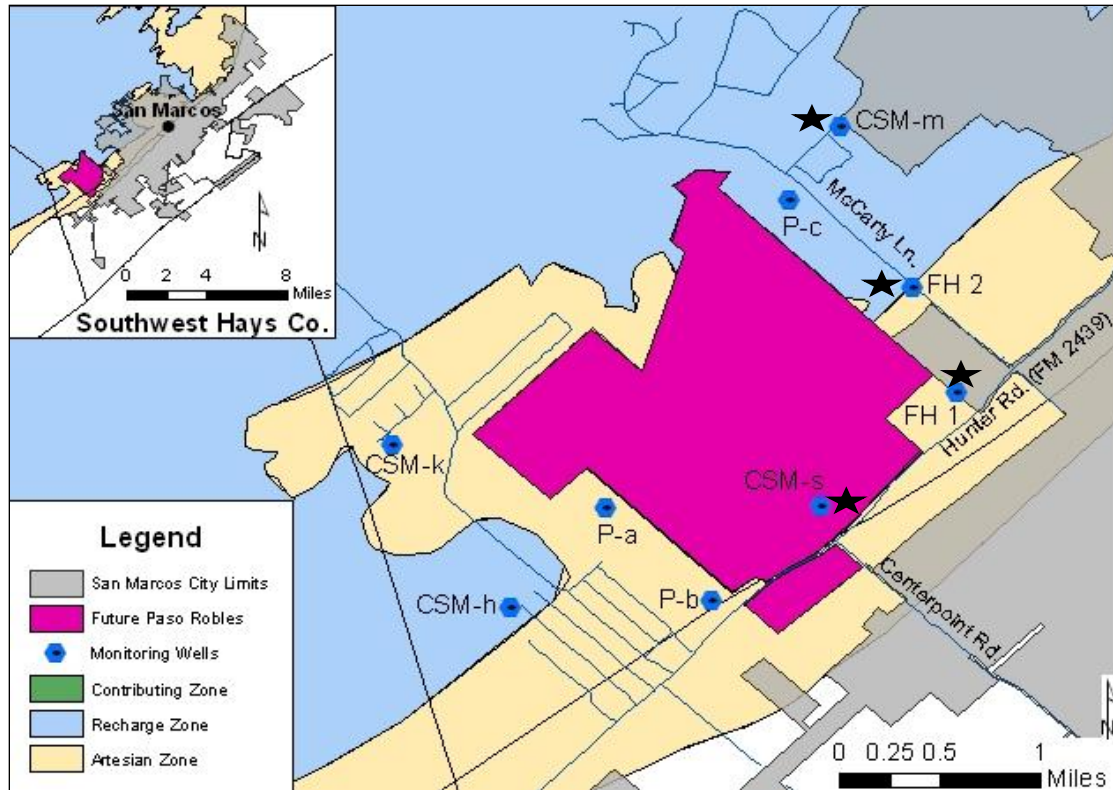 San Marcos
N
0 2 4 8
Miles
Southwest Hays Co.
CSM-m
P-c
McCarty Ln.
FH 2
FH 1
Hunter Rd. (FM 2439)
CSM-k
CSM-s
P-a
CSM-h
P-b
Centerpoint Rd.
Legend
San Marcos City Limits
Future Paso Robles
Monitoring Wells
Contributing Zone
Recharge Zone
Artesian Zone
N
0 0.25 0.5 1
Miles